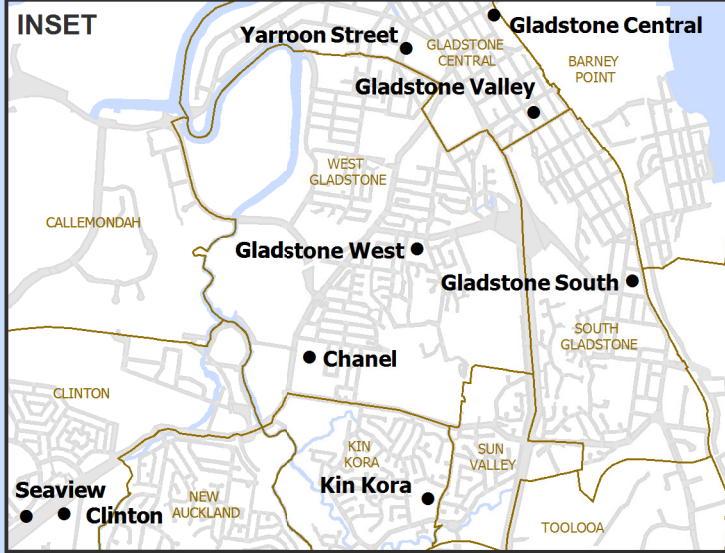 INSET
Gladstone Central
Yarroon Street
GLADSTONE
CENTRAL
BARNEY
POINT
Gladstone Valley
WEST
GLADSTONE
CALLEMONDAH
Gladstone West
Gladstone South
SOUTH
GLADSTONE
Chanel
CLINTON
KIN
KORA
SUN
VALLEY
Kin Kora
Seaview
Clinton
NEW
AUCKLAND
TOOLOOA